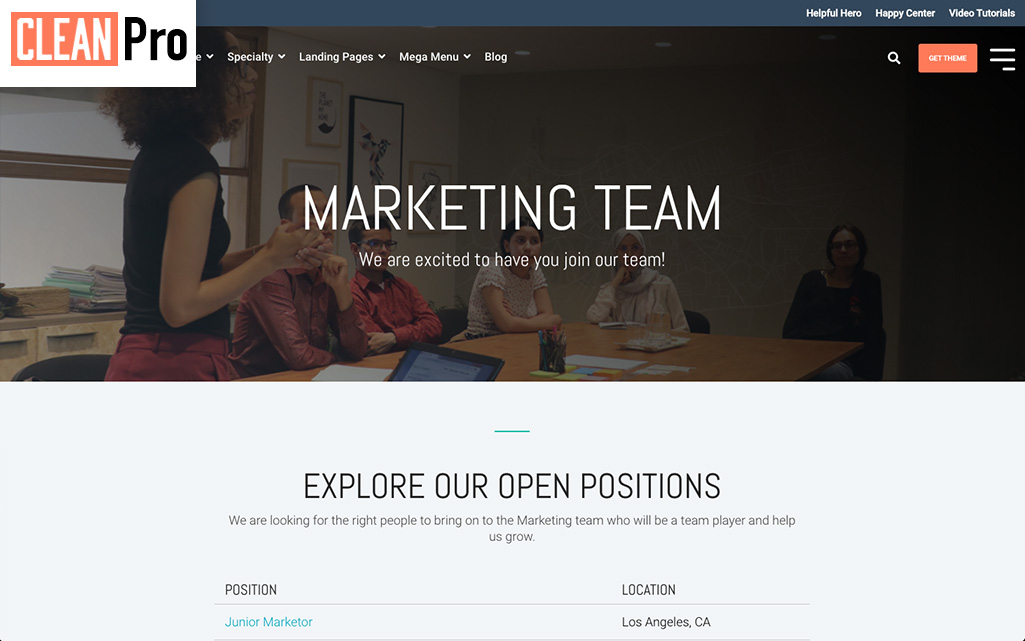 Helpful Hero Happy Center Video Tutorials
CLEAN Pro
e Specialty Landing Pages Mega Menu Blog
GET THEME
MARKETING TEAM
We are excited to have you join our team!
EXPLORE OUR OPEN POSITIONS
We are looking for the right people to bring on to the Marketing team who will be a team player and help
us grow.
POSITION LOCATION
Junior Marketor Los Angeles, CA